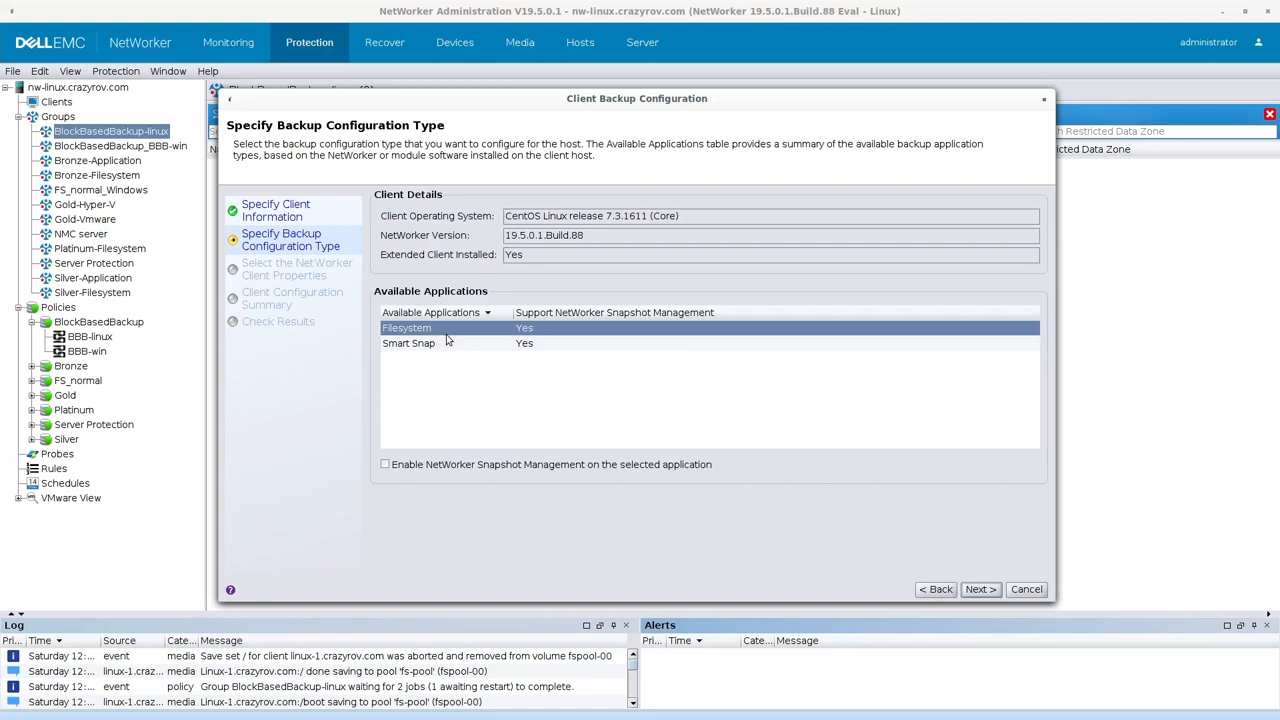 NetWorker Administration V19.5.0.1 - nw-linux.crazyrov.com (NetWorker 19.5.0.1.Build.88 Eval - Linux)
DELLEMC NetWorker Monitoring Protection Recover Devices Media Hosts Server administrator
File Edit View Protection Window Help
nw-linux.crazyrov.com
Clients
Groups
BlockBasedBackup-linux
BlockBasedBackup_BBB-win
Bronze-Application
Bronze-Filesystem
FS_normal_Windows
Gold-Hyper-V
Gold-Vmware
NMC server
Platinum-Filesystem
Server Protection
Silver-Application
Silver-Filesystem
Policies
BlockBasedBackup
BBB-linux
BBB-win
Bronze
FS_normal
Gold
Platinum
Server Protection
Silver
Probes
Rules
14 Schedules
VMware View
Restricted Data Zone
Data Zone
Client Backup Configuration
Specify Backup Configuration Type
Select the backup configuration type that you want to configure for the host. The Available Applications table provides a summary of the available backup application
types, based on the NetWorker or module software installed on the client host.
Specify Client
Information
Specify Backup
Configuration Type
Select the NetWorker
Client Properties
Client Configuration
Summary
Check Results
Client Details
Client Operating System: CentOS Linux release 7.3.1611 (Core)
NetWorker Version: 19.5.0.1.Build.88
Extended Client Installed: Yes
Available Applications
Available Applications Support NetWorker Snapshot Management
Filesystem Yes
Smart Snap Yes
Enable NetWorker Snapshot Management on the selected application
? < Back Next > Cancel
Log
Pri... Time Source Cate... Message
Saturday 12:... event media Save set / for client linux-1.crazyrov.com was aborted and removed from volume fspool-00
Saturday 12:... linux-1.craz... media Linux-1.crazyrov.com:/ done saving to pool 'fs-pool' (fspool-00)
Saturday 12:... event policy Group BlockBasedBackup-linux waiting for 2 jobs (1 awaiting restart) to complete.
Saturday 12:... linux-1.craz... media Linux-1.crazyrov.com:/boot saving to pool 'fs-pool' (fspool-00)
Alerts
Pri... Time Cate... Message